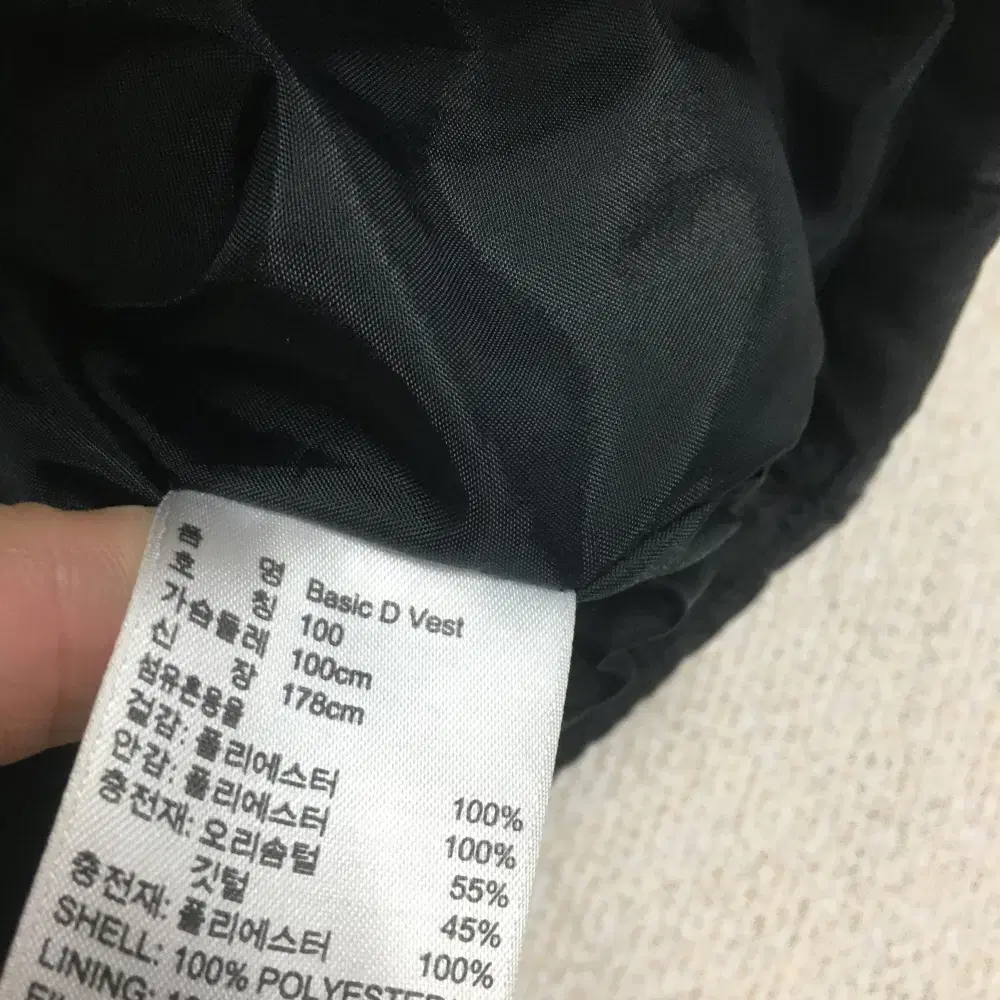 품 명 Basic D Vest
호 칭 100
가슴둘레 100cm
신 장 178cm
섬유혼용율
겉감: 폴리에스터 100%
안감: 폴리에스터 100%
충전재: 오리솜털 55%
깃털 45%
충전재: 폴리에스터 100%
SHELL: 100% POLYESTER
LINING: